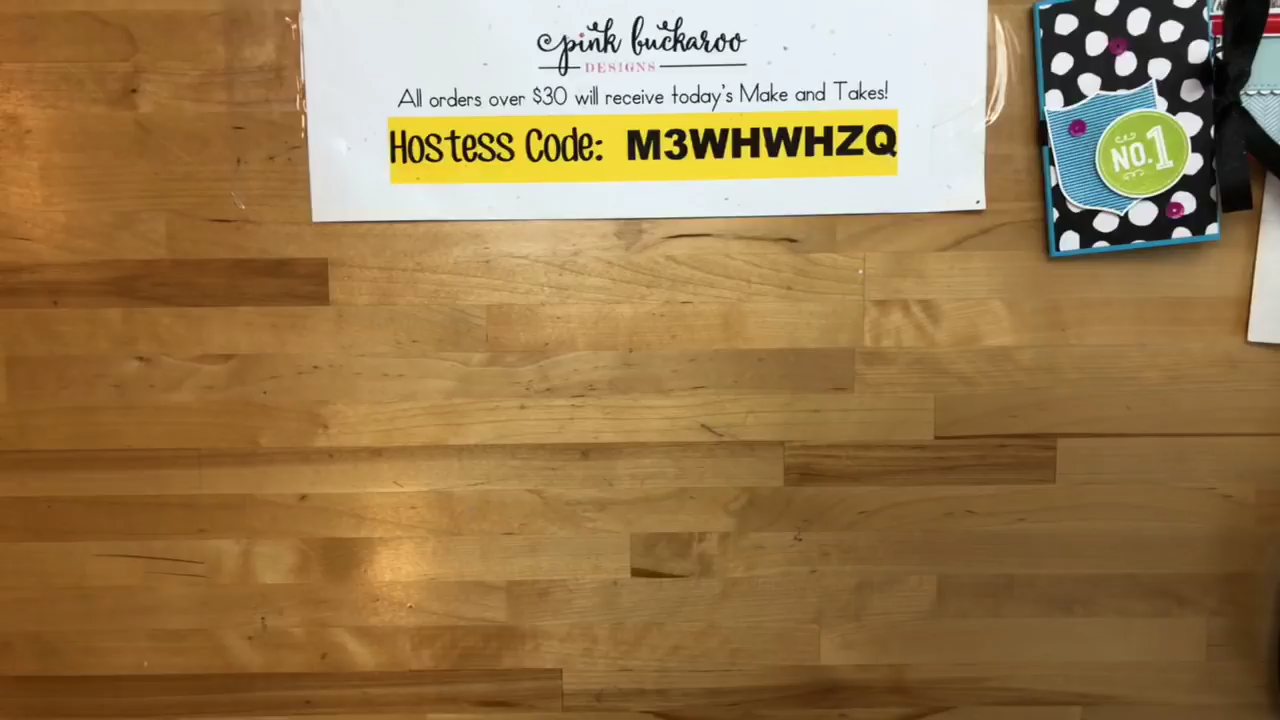 pink buckaroo
DESIGNS
All orders over $30 will receive today's Make and Takes!
Hostess Code: M3WHWHZQ
NO.1